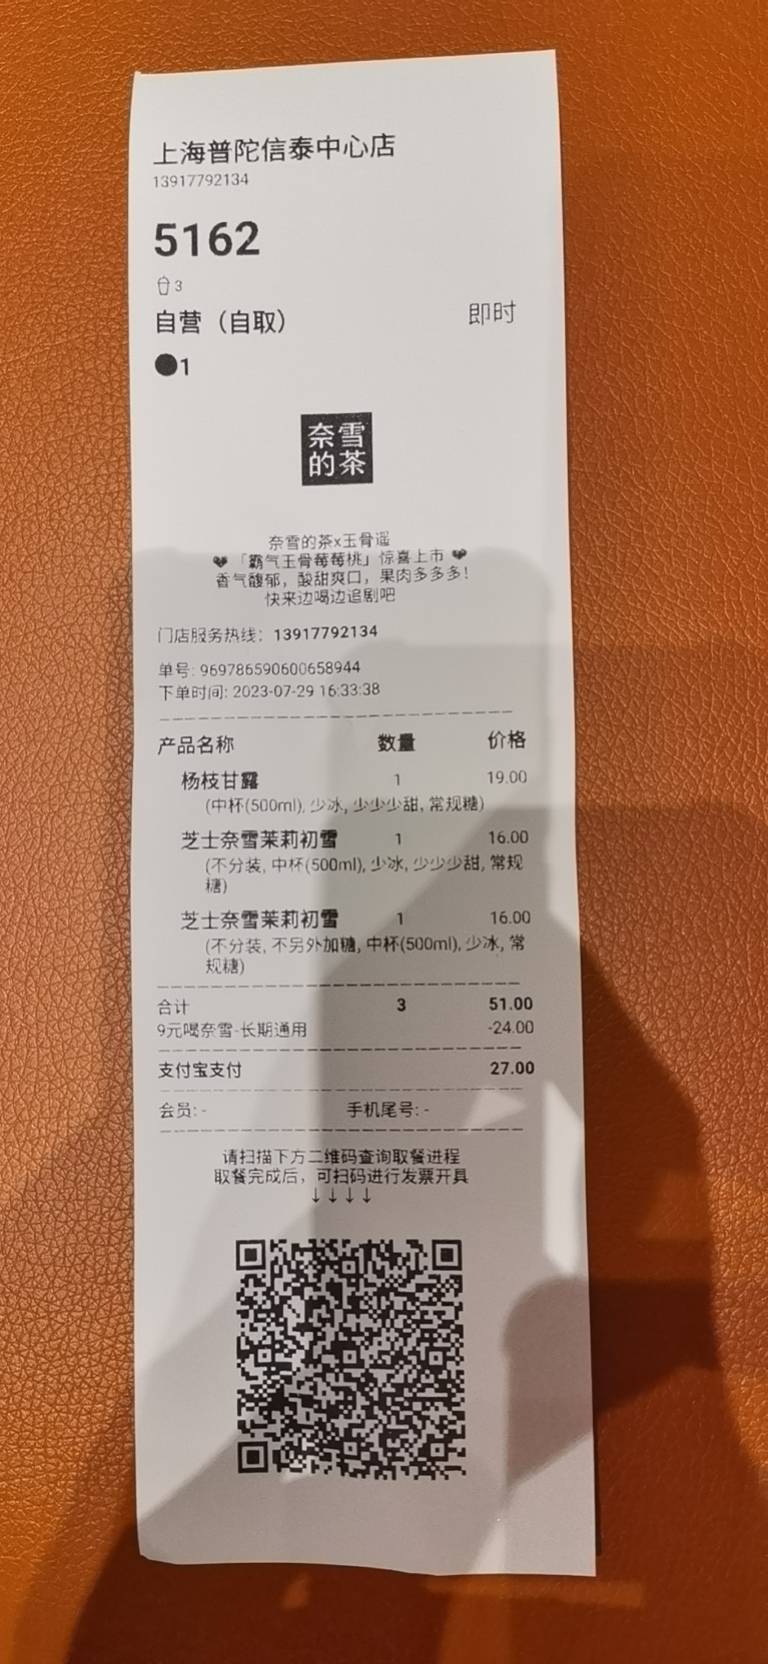 上海普陀信泰中心店
13917792134
5162
3
自营（自取） 即时
1
奈雪
的茶
奈雪的茶x玉骨遥
「霸气玉骨莓莓桃」惊喜上市
香气馥郁，酸甜爽口，果肉多多多！
快来边喝边追剧吧
门店服务热线：13917792134
单号: 969786590600658944
下单时间: 2023-07-29 16:33:38
产品名称 数量 价格
杨枝甘露 1 19.00
(中杯(500ml), 少冰, 少少少甜, 常规糖)
芝士奈雪茉莉初雪 1 16.00
(不分装, 中杯(500ml), 少冰, 少少少甜, 常规
糖)
芝士奈雪茉莉初雪 1 16.00
(不分装, 不另外加糖, 中杯(500ml), 少冰, 常
规糖)
合计 3 51.00
9元喝奈雪-长期通用 -24.00
支付宝支付 27.00
会员: - 手机尾号: -
请扫描下方二维码查询取餐进程
取餐完成后，可扫码进行发票开具
↓↓↓↓